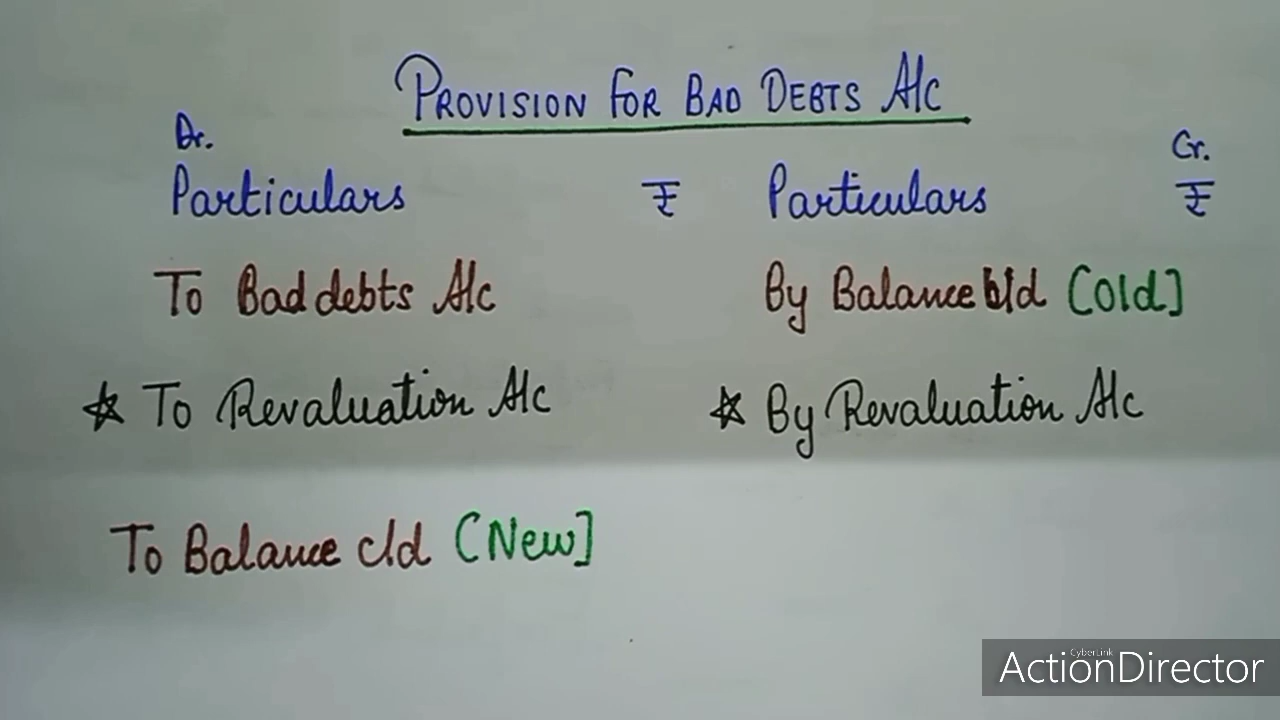 PROVISION FOR BAD DEBTS A/c
Dr. Cr.
Particulars ₹ Particulars ₹
To Bad debts A/c By Balance b/d [Old]
☆ To Revaluation A/c ☆ By Revaluation A/c
To Balance c/d [New]
CyberLink
ActionDirector